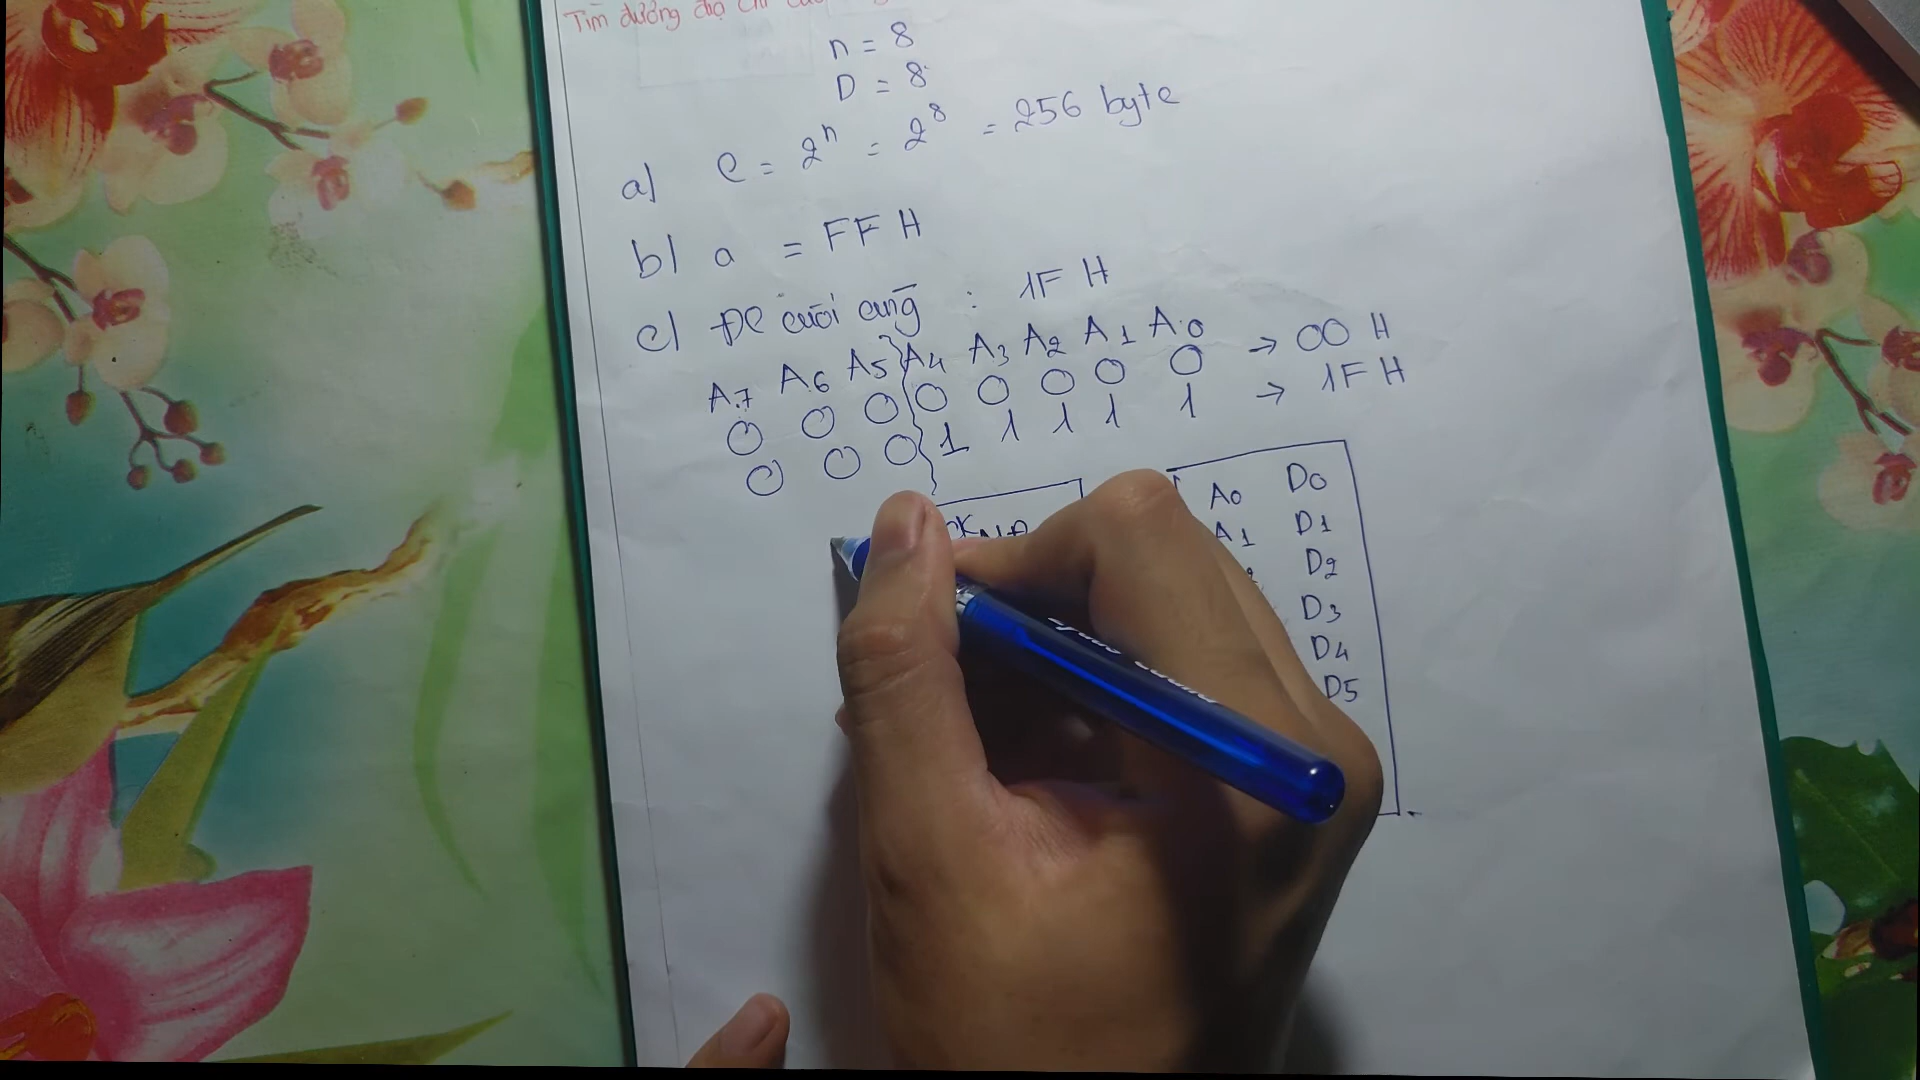 Tìm đường địa chỉ
n = 8
D = 8
a) C = 2^n = 2^8 = 256 byte
b) a = FF H
c) ĐC cuối cùng : 1F H
A7 A6 A5 A4 A3 A2 A1 A0
0 0 0 0 0 0 0 0 → 00 H
0 0 0 1 1 1 1 1 → 1F H
A0 D0
A1 D1
D2
D3
D4
D5